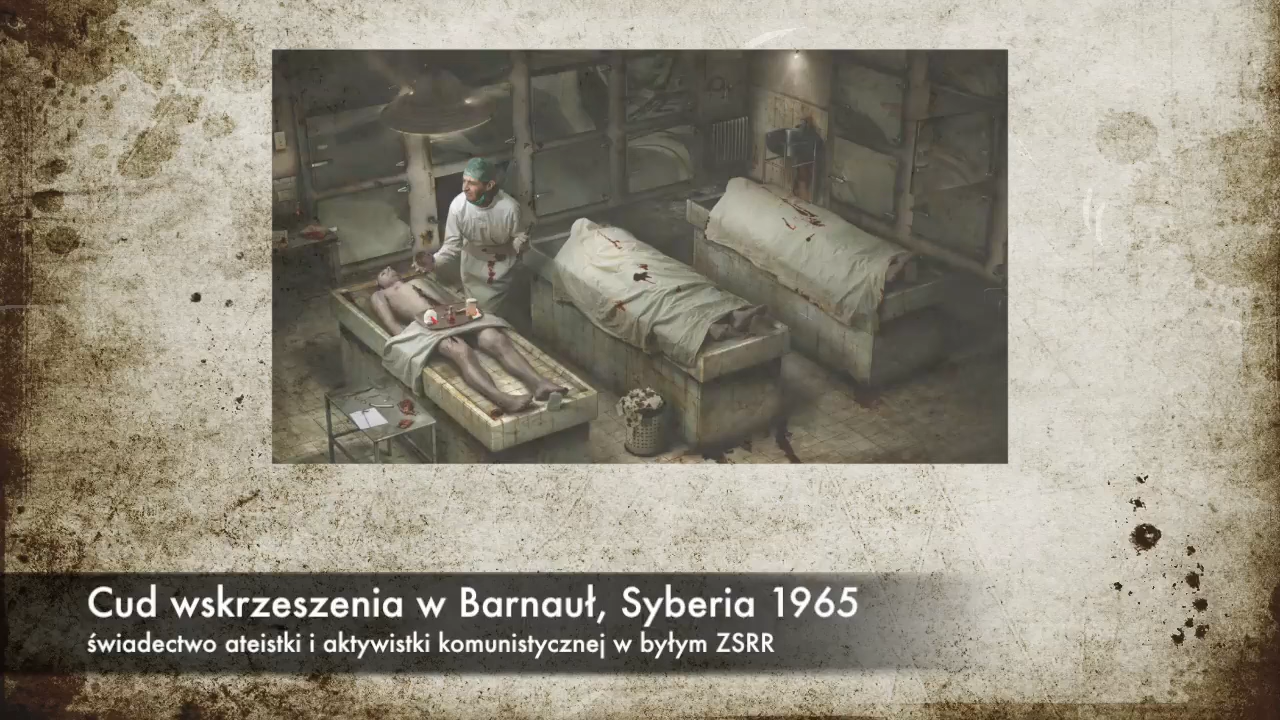 Cud wskrzeszenia w Barnauł, Syberia 1965
świadectwo ateistki i aktywistki komunistycznej w byłym ZSRR